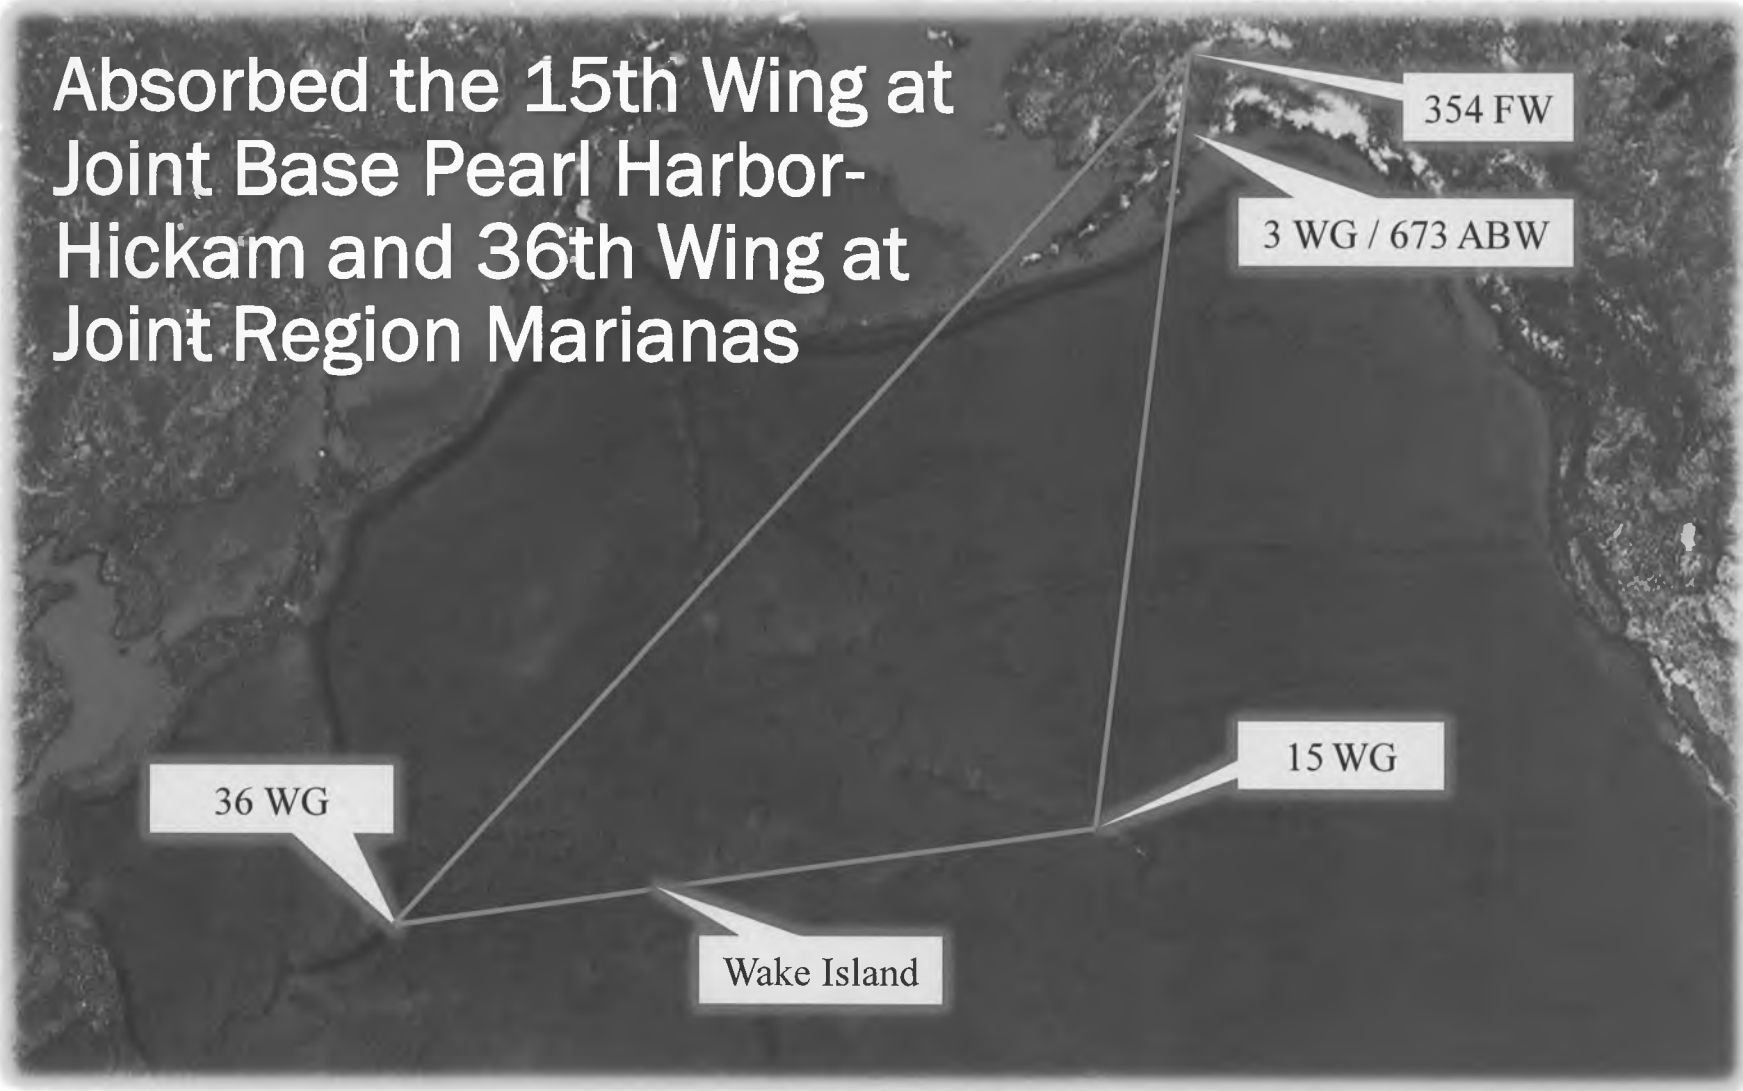 Absorbed the 15th Wing at
Joint Base Pearl Harbor-
Hickam and 36th Wing at
Joint Region Marianas
354 FW
3 WG / 673 ABW
15 WG
36 WG
Wake Island